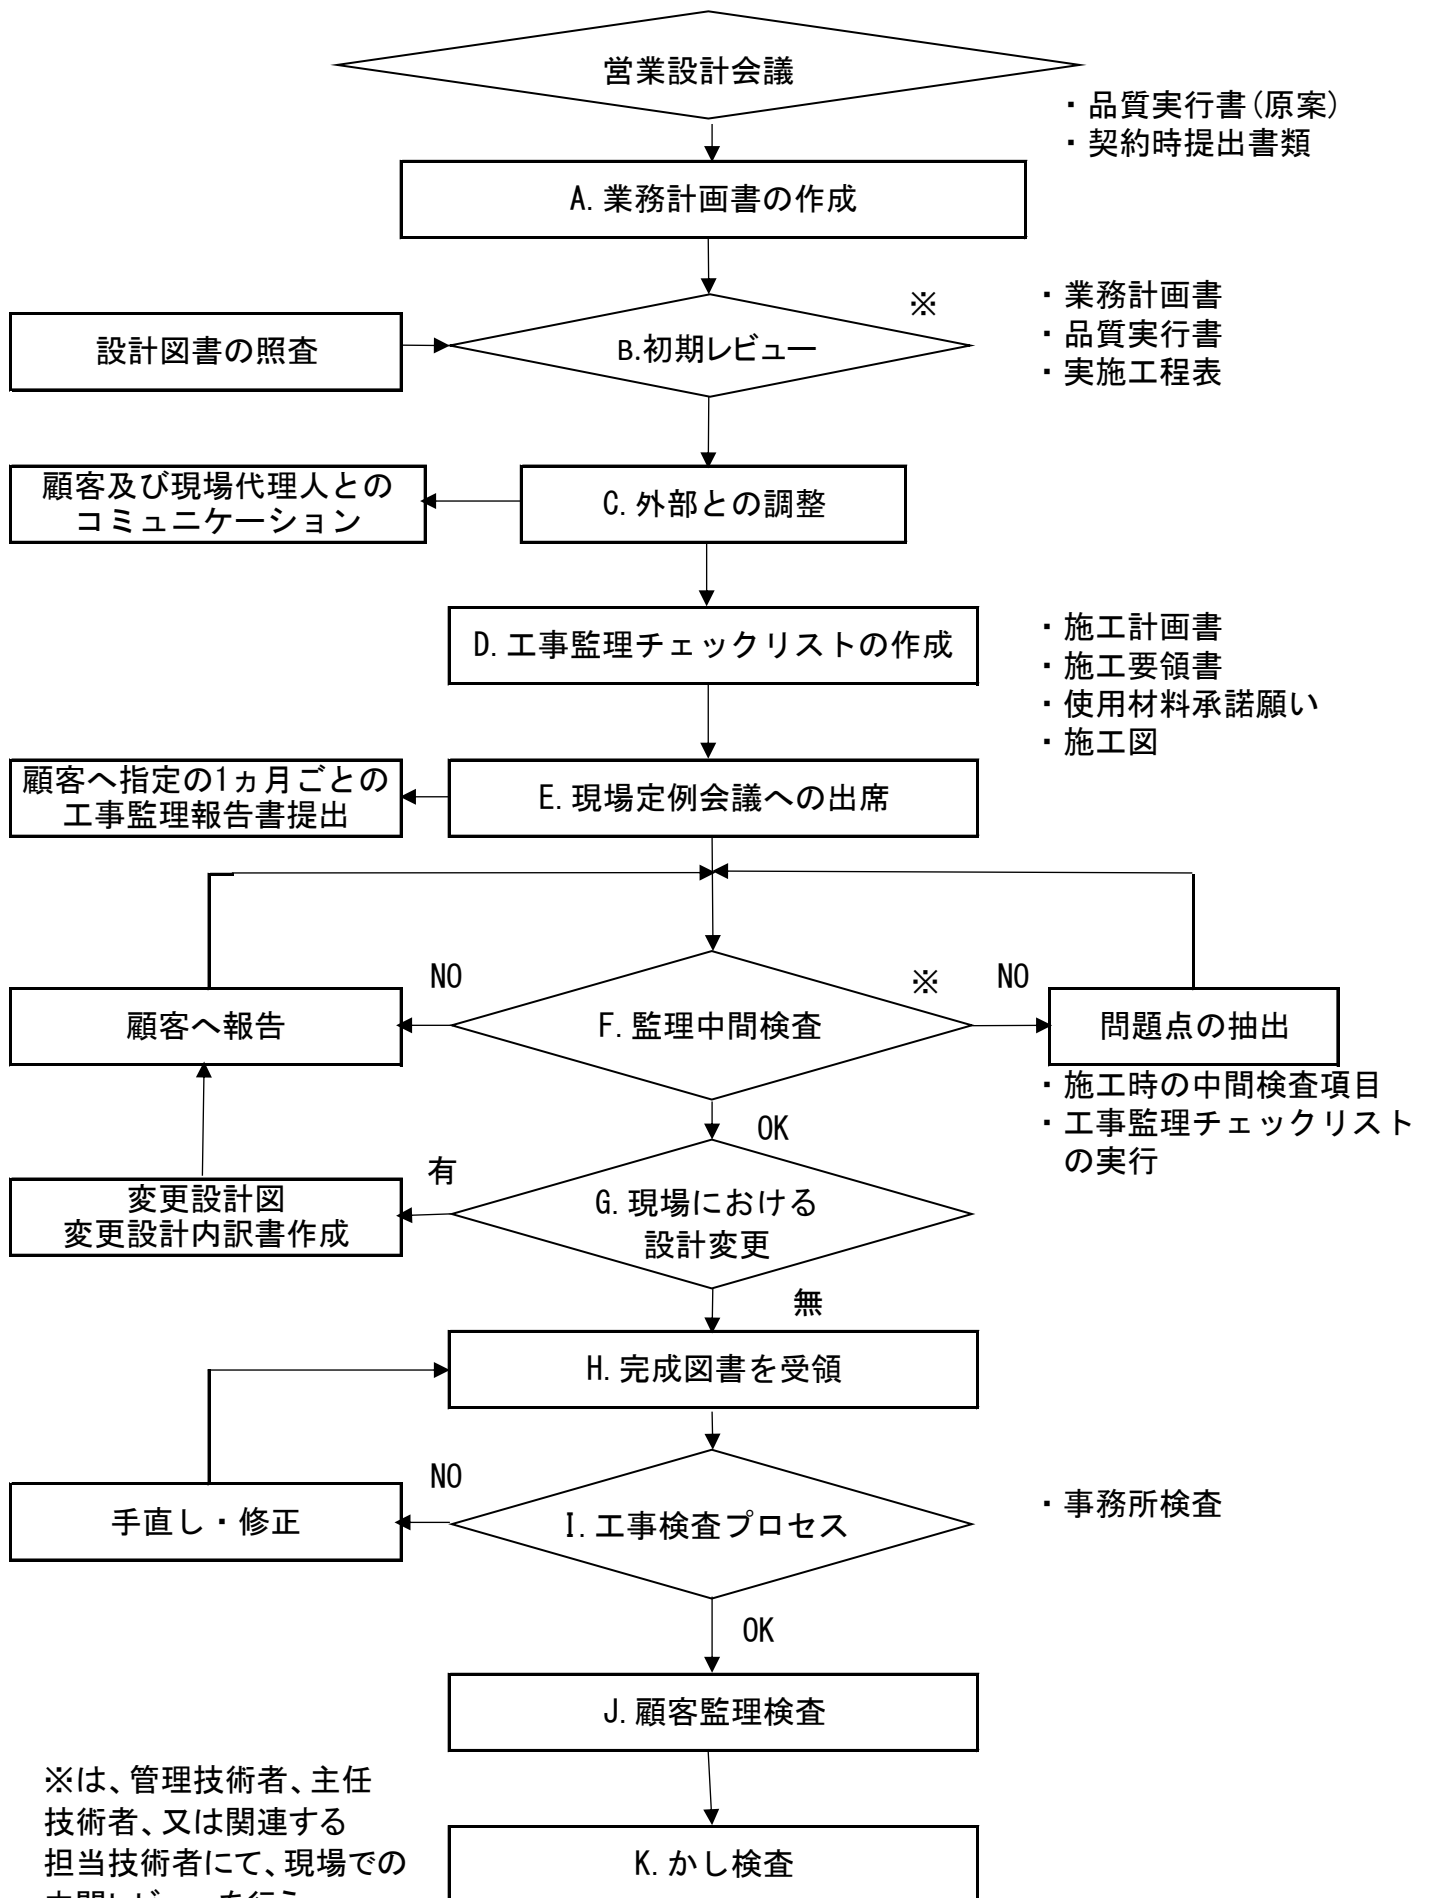 営業設計会議
・品質実行書(原案)
・契約時提出書類
A.業務計画書の作成
※
・業務計画書
・品質実行書
・実施工程表
設計図書の照査
B.初期レビュー
顧客及び現場代理人との
コミュニケーション
C.外部との調整
D.工事監理チェックリストの作成
・施工計画書
・施工要領書
・使用材料承諾願い
・施工図
顧客へ指定の1ヵ月ごとの
工事監理報告書提出
E.現場定例会議への出席
NO
※
NO
顧客へ報告
F.監理中間検査
問題点の抽出
・施工時の中間検査項目
・工事監理チェックリスト
の実行
OK
有
変更設計図
変更設計内訳書作成
G.現場における
設計変更
無
H.完成図書を受領
NO
手直し・修正
I.工事検査プロセス
・事務所検査
OK
J.顧客監理検査
※は、管理技術者、主任
技術者、又は関連する
担当技術者にて、現場での
K.かし検査